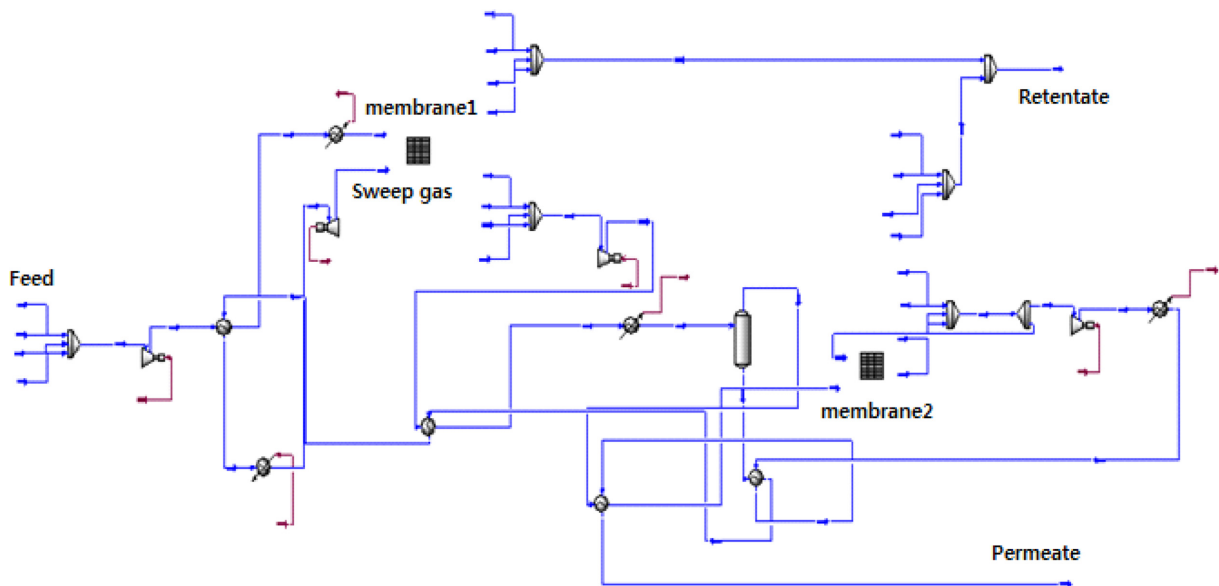 Retentate
membrane1
Sweep gas
Feed
membrane2
Permeate